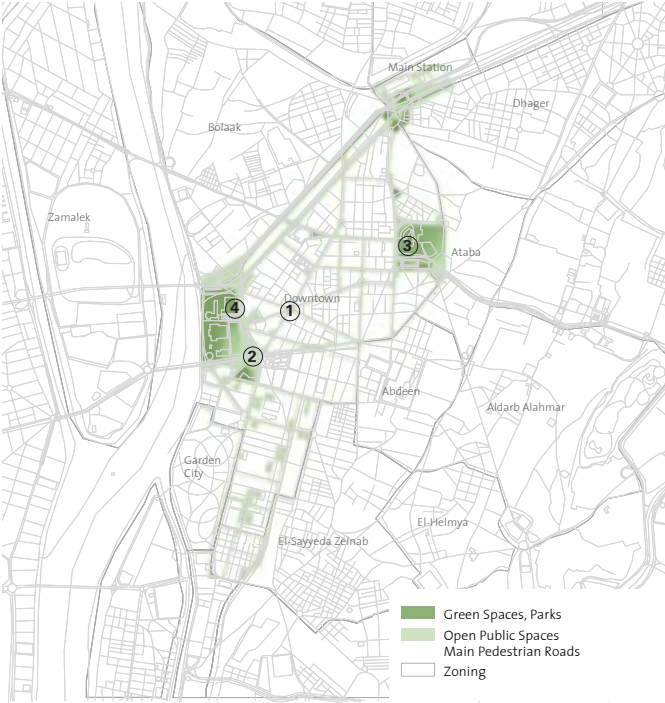 Main Station
Dhager
Bolaak
Zamalek
3
Ataba
4
Downtown
1
2
Abdeen
Aldarb Alahmar
Garden
City
El-Helmya
El-Sayyeda Zeinab
Green Spaces, Parks
Open Public Spaces
Main Pedestrian Roads
Zoning